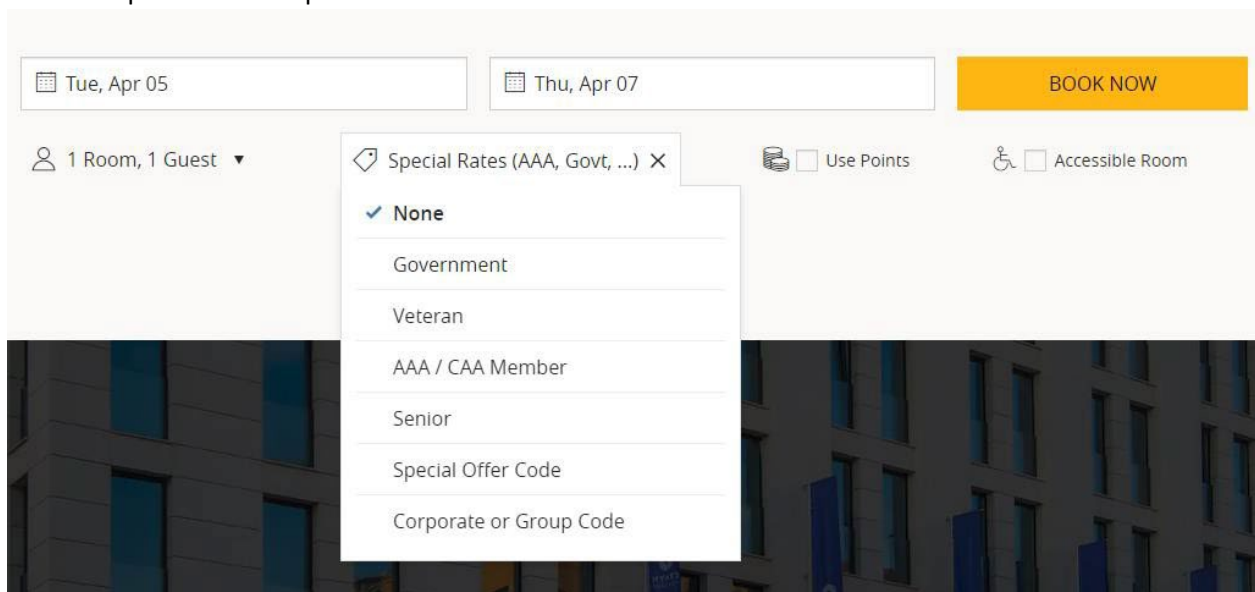 Tue, Apr 05
Thu, Apr 07
BOOK NOW
1 Room, 1 Guest
Special Rates (AAA, Govt, ...)
Use Points
Accessible Room
None
Government
Veteran
AAA / CAA Member
Senior
Special Offer Code
Corporate or Group Code